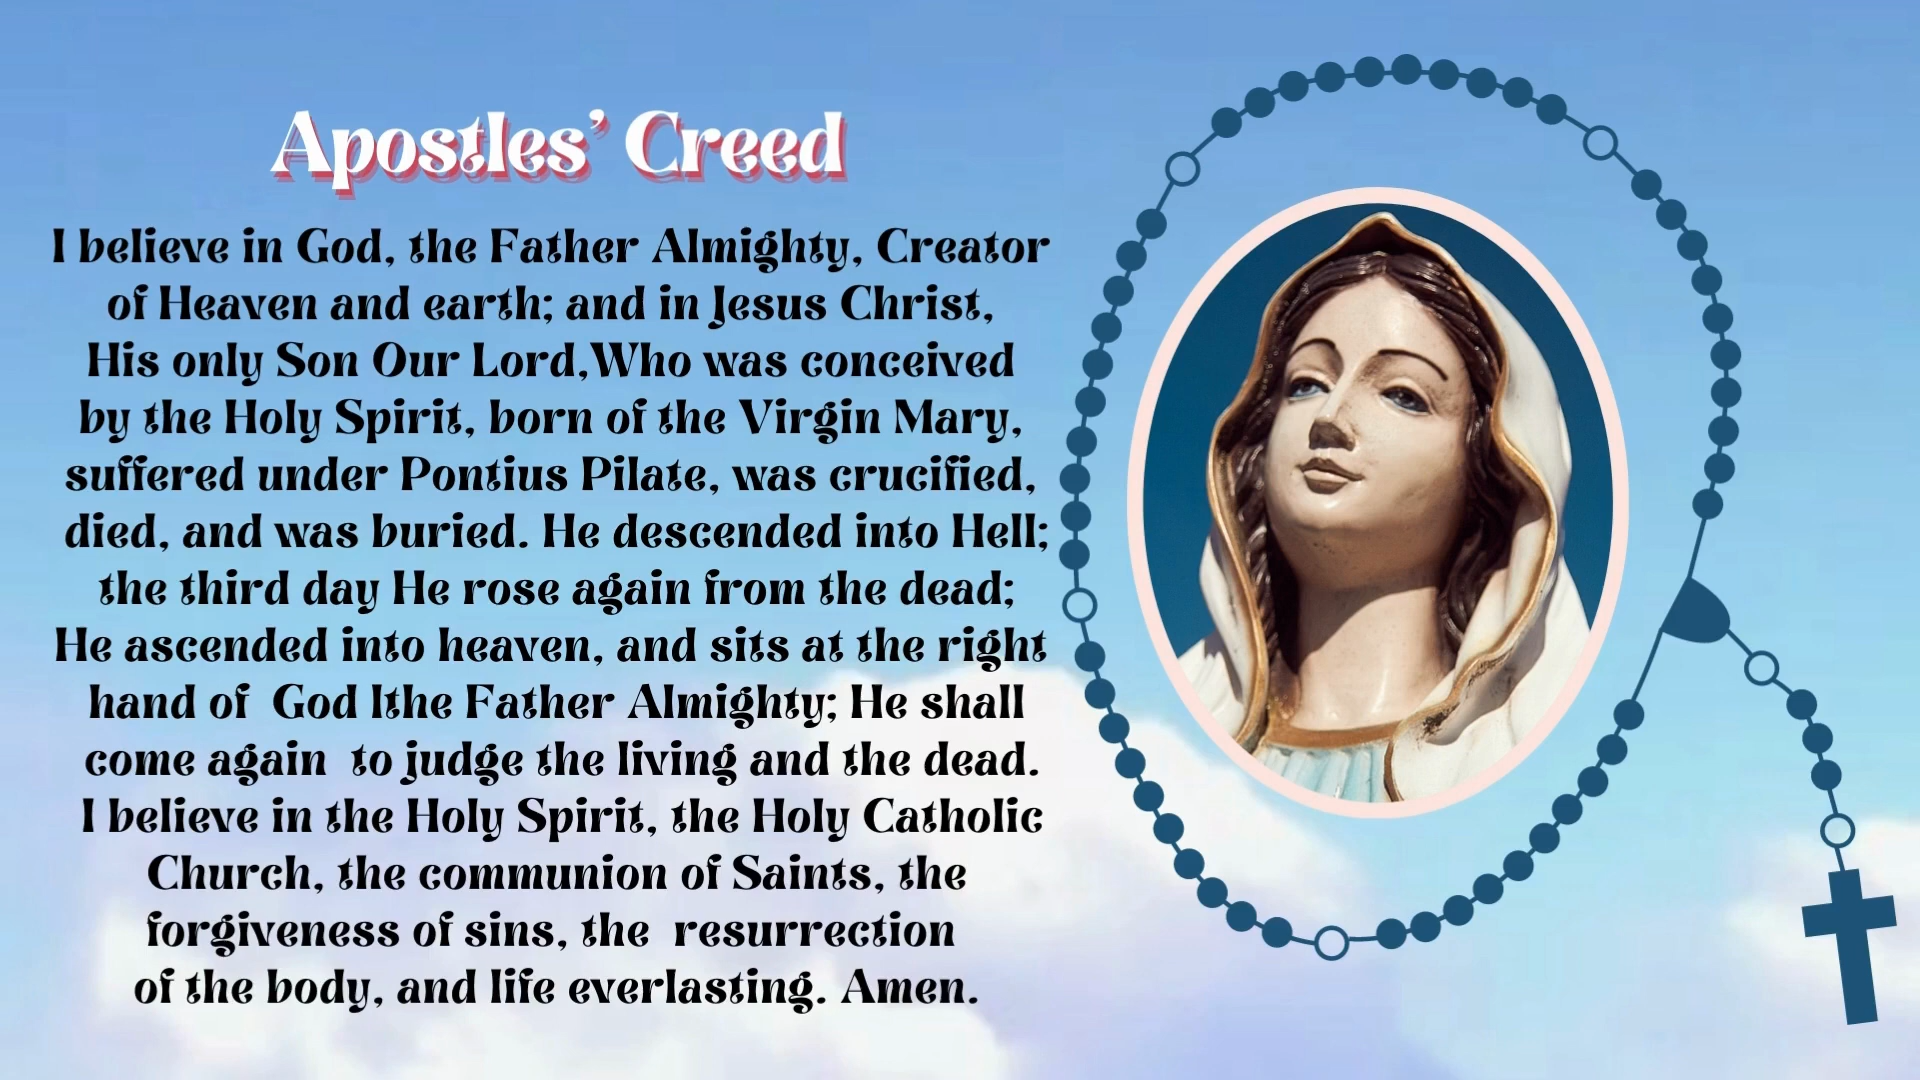 Apostles’ Creed
I believe in God, the Father Almighty, Creator
of Heaven and earth; and in Jesus Christ,
His only Son Our Lord,Who was conceived
by the Holy Spirit, born of the Virgin Mary,
suffered under Pontius Pilate, was crucified,
died, and was buried. He descended into Hell;
the third day He rose again from the dead;
He ascended into heaven, and sits at the right
hand of  God lthe Father Almighty; He shall
come again  to judge the living and the dead.
I believe in the Holy Spirit, the Holy Catholic
Church, the communion of Saints, the
forgiveness of sins, the  resurrection
of the body, and life everlasting. Amen.